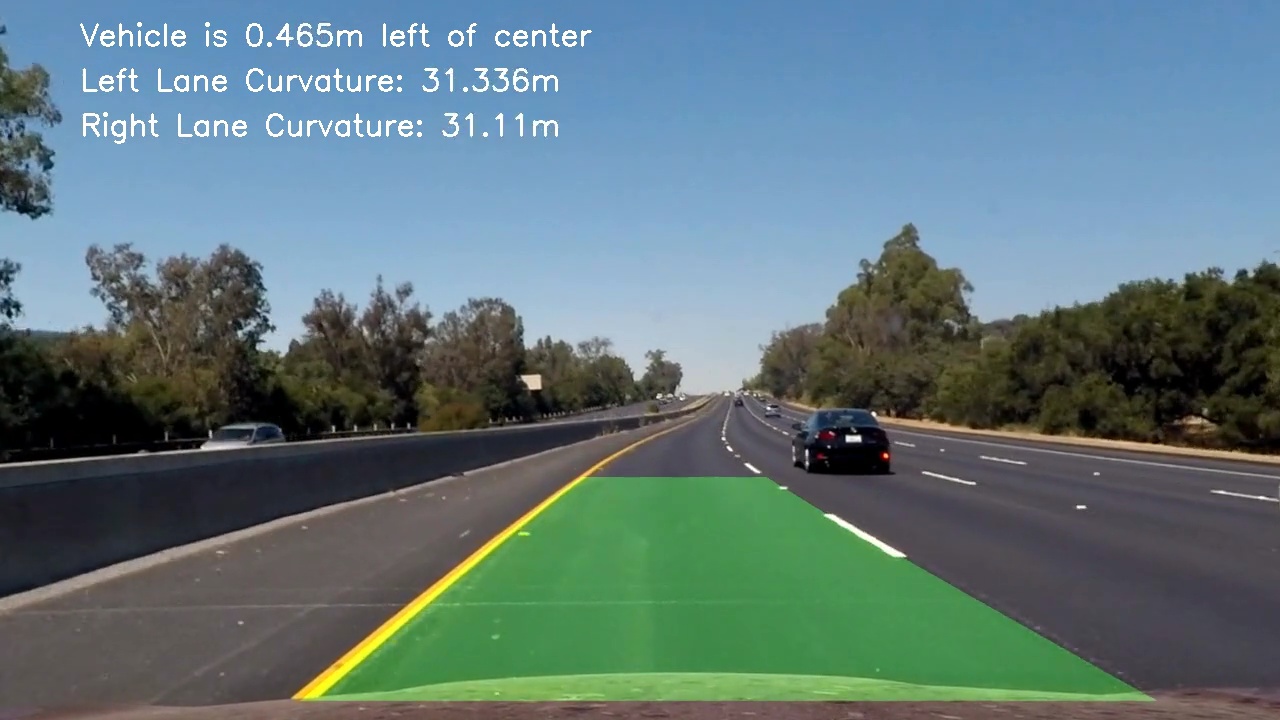 Vehicle is 0.465m left of center
Left Lane Curvature: 31.336m
Right Lane Curvature: 31.11m